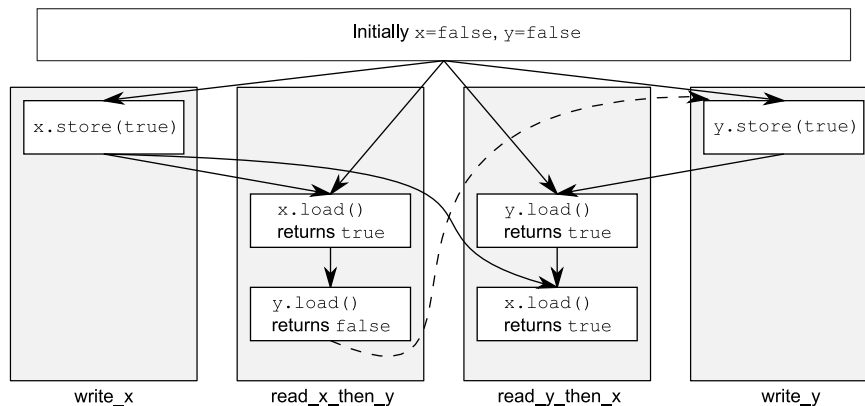 Initially x=false, y=false
x.store(true)
y.store(true)
x.load()
returns true
y.load()
returns true
y.load()
returns false
x.load()
returns true
write_x
read_x_then_y
read_y_then_x
write_y